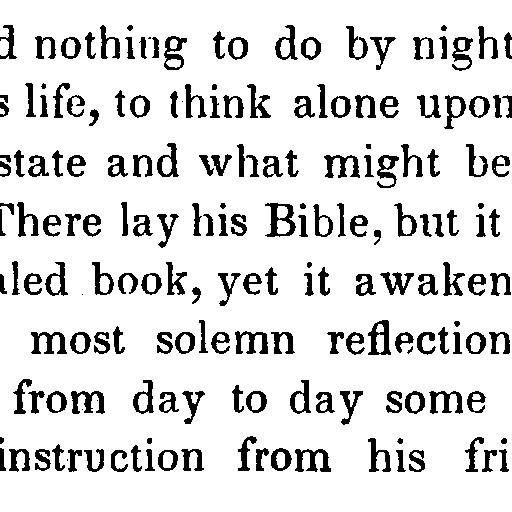 d nothing to do by night
s life, to think alone upon
state and what might be
There lay his Bible, but it
aled book, yet it awaken
most solemn reflection
from day to day some
instruction from his fri